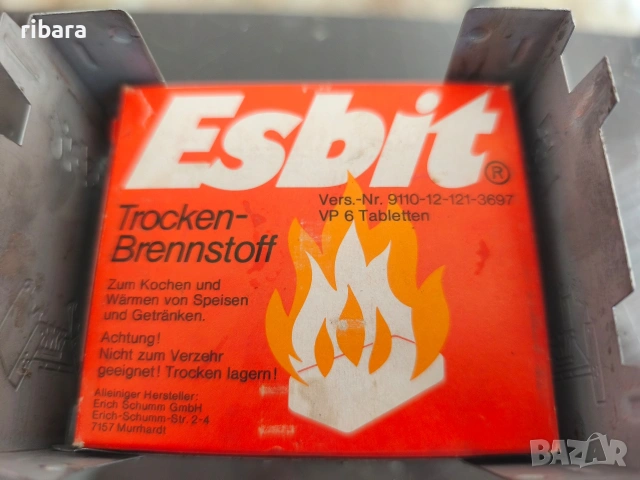 ribara
Esbit®
Vers.-Nr. 9110-12-121-3697
VP 6 Tabletten
Trocken-
Brennstoff
Zum Kochen und
Wärmen von Speisen
und Getränken.
Achtung!
Nicht zum Verzehr
geeignet! Trocken lagern!
Alleiniger Hersteller:
Erich Schumm GmbH
Erich-Schumm-Str. 2-4
7157 Murrhardt
BAZAR